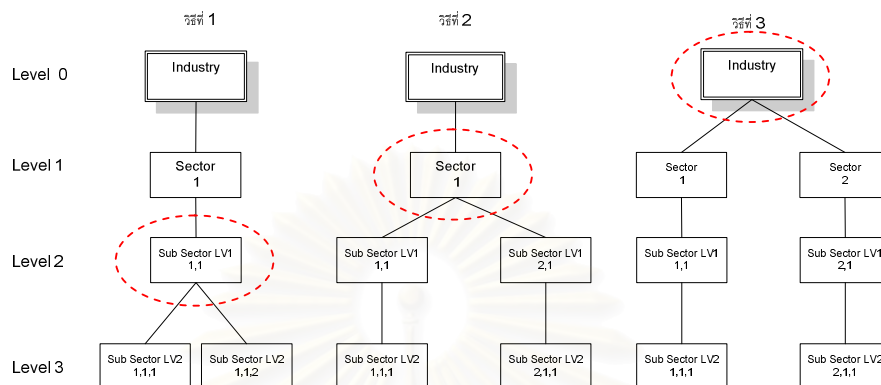 วิธีที่ 1 วิธีที่ 2 วิธีที่ 3
Level 0 Industry Industry Industry
Level 1 Sector Sector Sector Sector
1 1 1 2
Level 2 Sub Sector LV1 Sub Sector LV1 Sub Sector LV1 Sub Sector LV1 Sub Sector LV1
1,1 1,1 2,1 1,1 2,1
Level 3 Sub Sector LV2 Sub Sector LV2 Sub Sector LV2 Sub Sector LV2 Sub Sector LV2 Sub Sector LV2
1,1,1 1,1,2 1,1,1 2,1,1 1,1,1 2,1,1